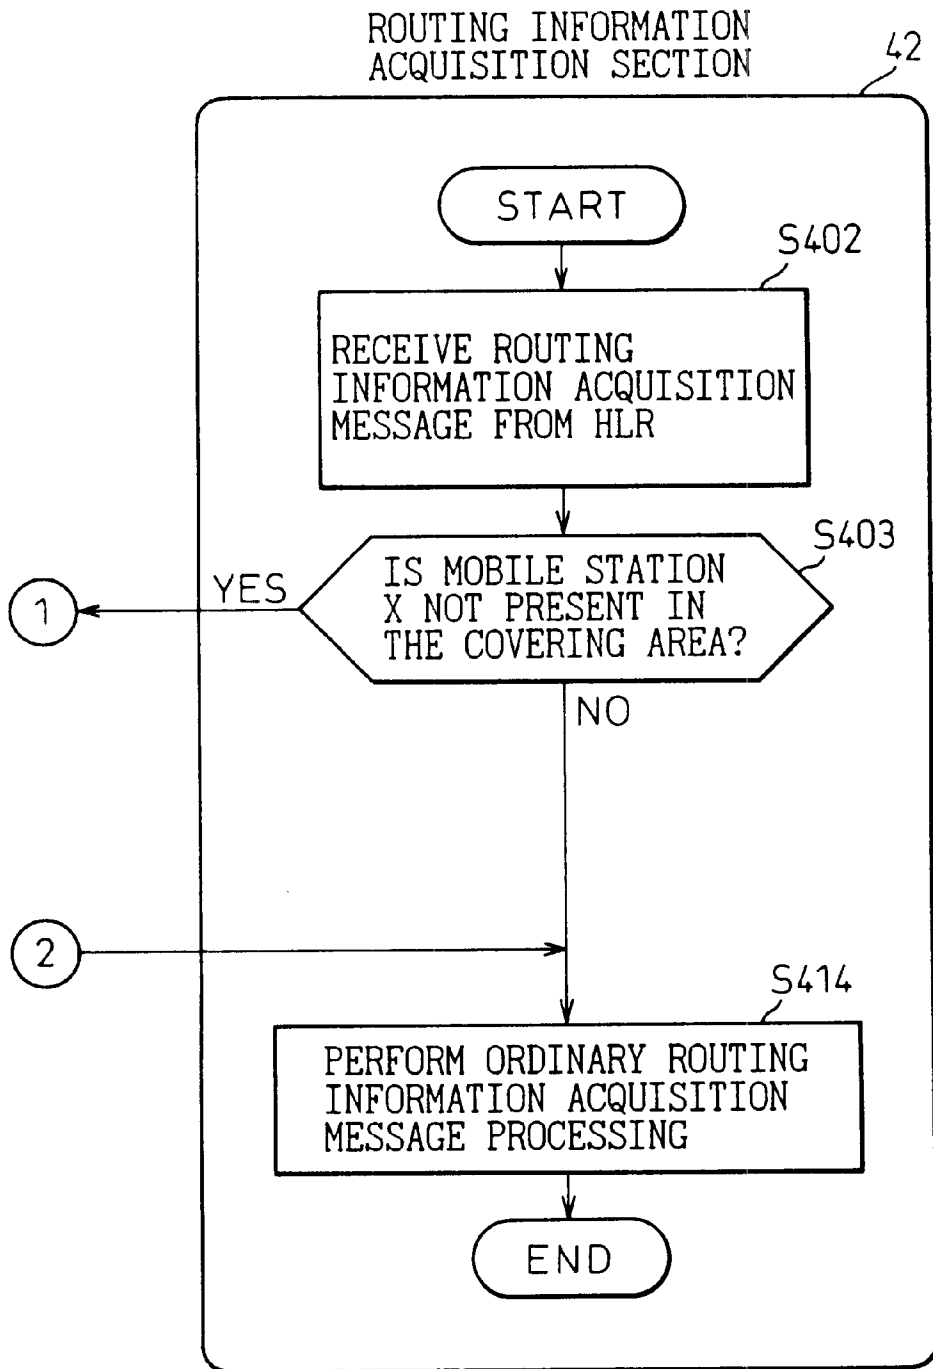 ROUTING INFORMATION
ACQUISITION SECTION
42
START
S402
RECEIVE ROUTING
INFORMATION ACQUISITION
MESSAGE FROM HLR
S403
IS MOBILE STATION
X NOT PRESENT IN
THE COVERING AREA?
YES
1
NO
2
S414
PERFORM ORDINARY ROUTING
INFORMATION ACQUISITION
MESSAGE PROCESSING
END